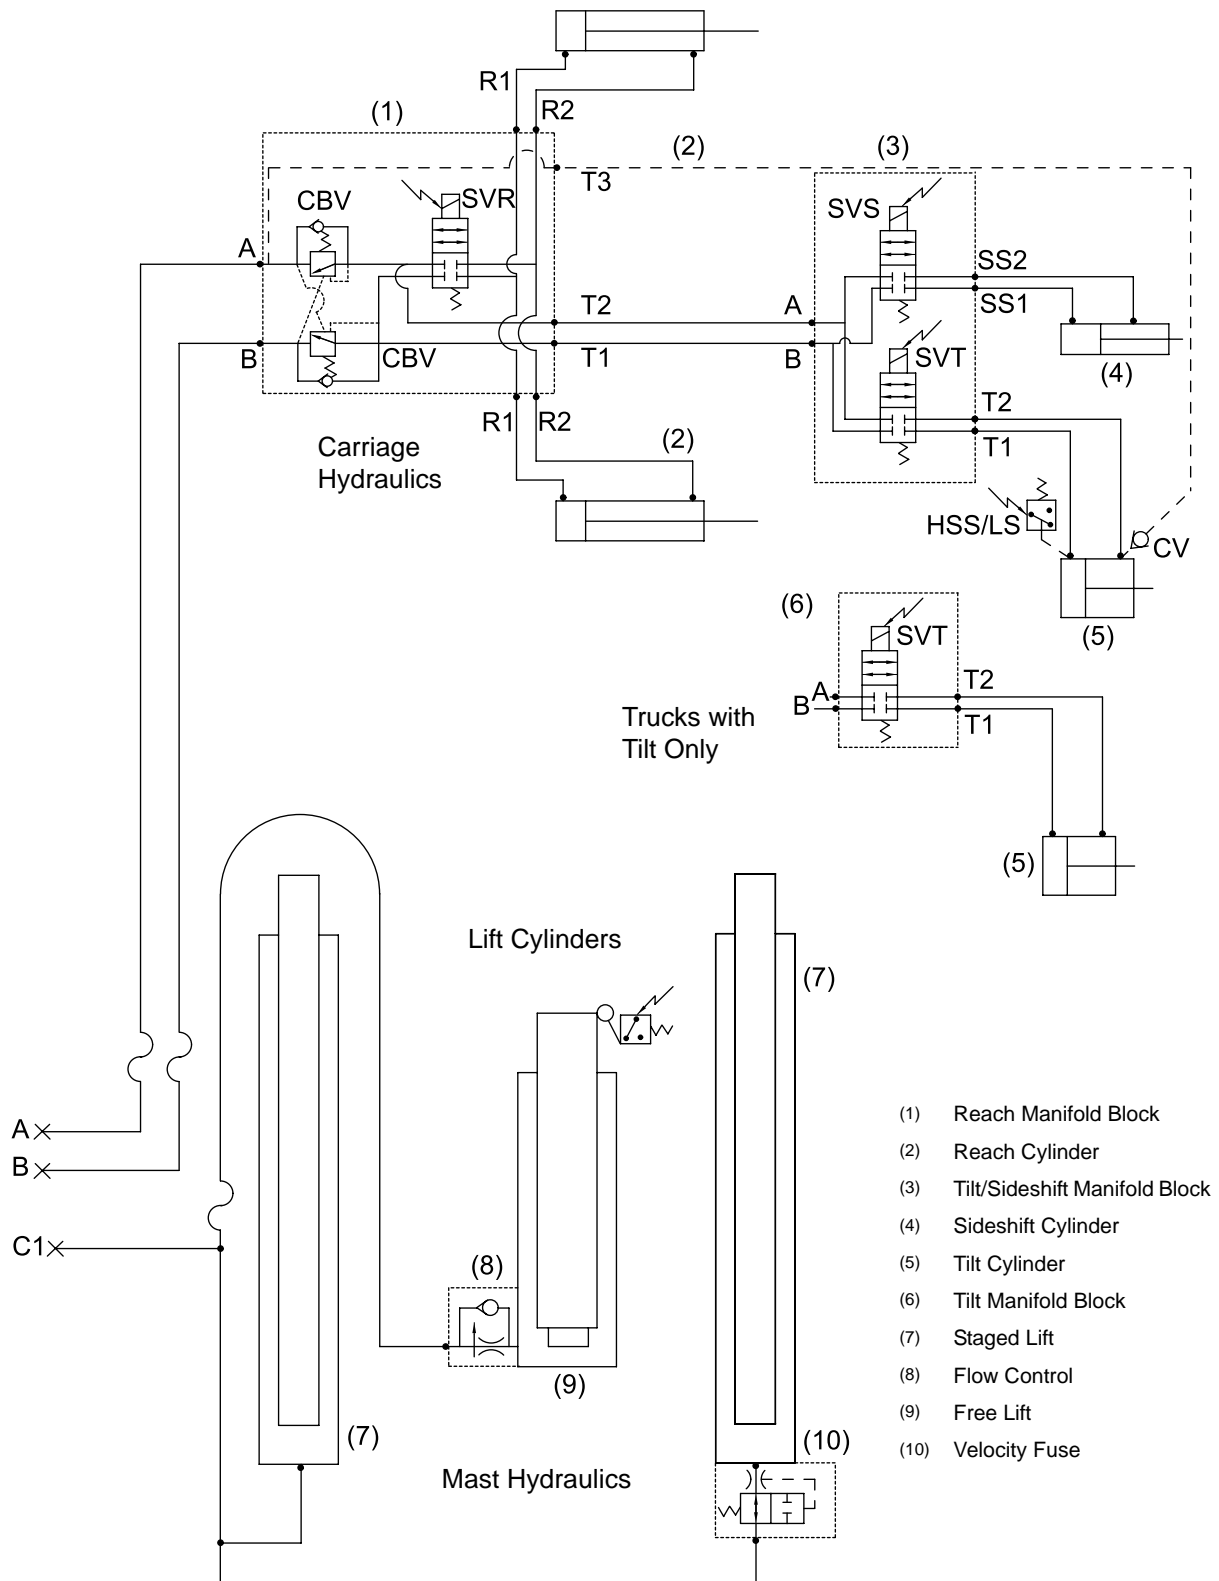 R1
R2
(1)
(2)
(3)
T3
CBV
SVR
SVS
A
SS2
SS1
T2
A
SVT
B
CBV
T1
B
(4)
R1
R2
T2
(2)
T1
Carriage
Hydraulics
HSS/LS
CV
(6)
(5)
SVT
A
T2
B
T1
Trucks with
Tilt Only
(5)
Lift Cylinders
(7)
A
B
C1
(8)
(9)
(7)
(10)
Mast Hydraulics
(1) Reach Manifold Block
(2) Reach Cylinder
(3) Tilt/Sideshift Manifold Block
(4) Sideshift Cylinder
(5) Tilt Cylinder
(6) Tilt Manifold Block
(7) Staged Lift
(8) Flow Control
(9) Free Lift
(10) Velocity Fuse